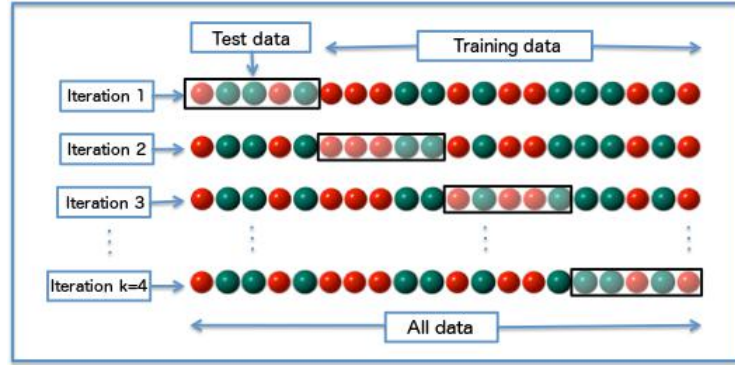 Test data
Training data
Iteration 1
Iteration 2
Iteration 3
Iteration k=4
All data